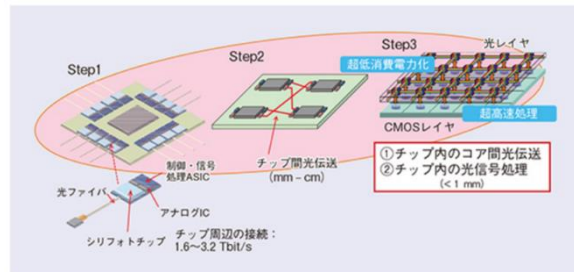 Step1
Step2
Step3
光レイヤ
超低消費電力化
超高速処理
CMOSレイヤ
チップ間光伝送
(mm – cm)
①チップ内のコア間光伝送
②チップ内の光信号処理
(< 1 mm)
制御・信号
処理ASIC
光ファイバ
アナログIC
シリフォトチップ
チップ周辺の接続：
1.6〜3.2 Tbit/s